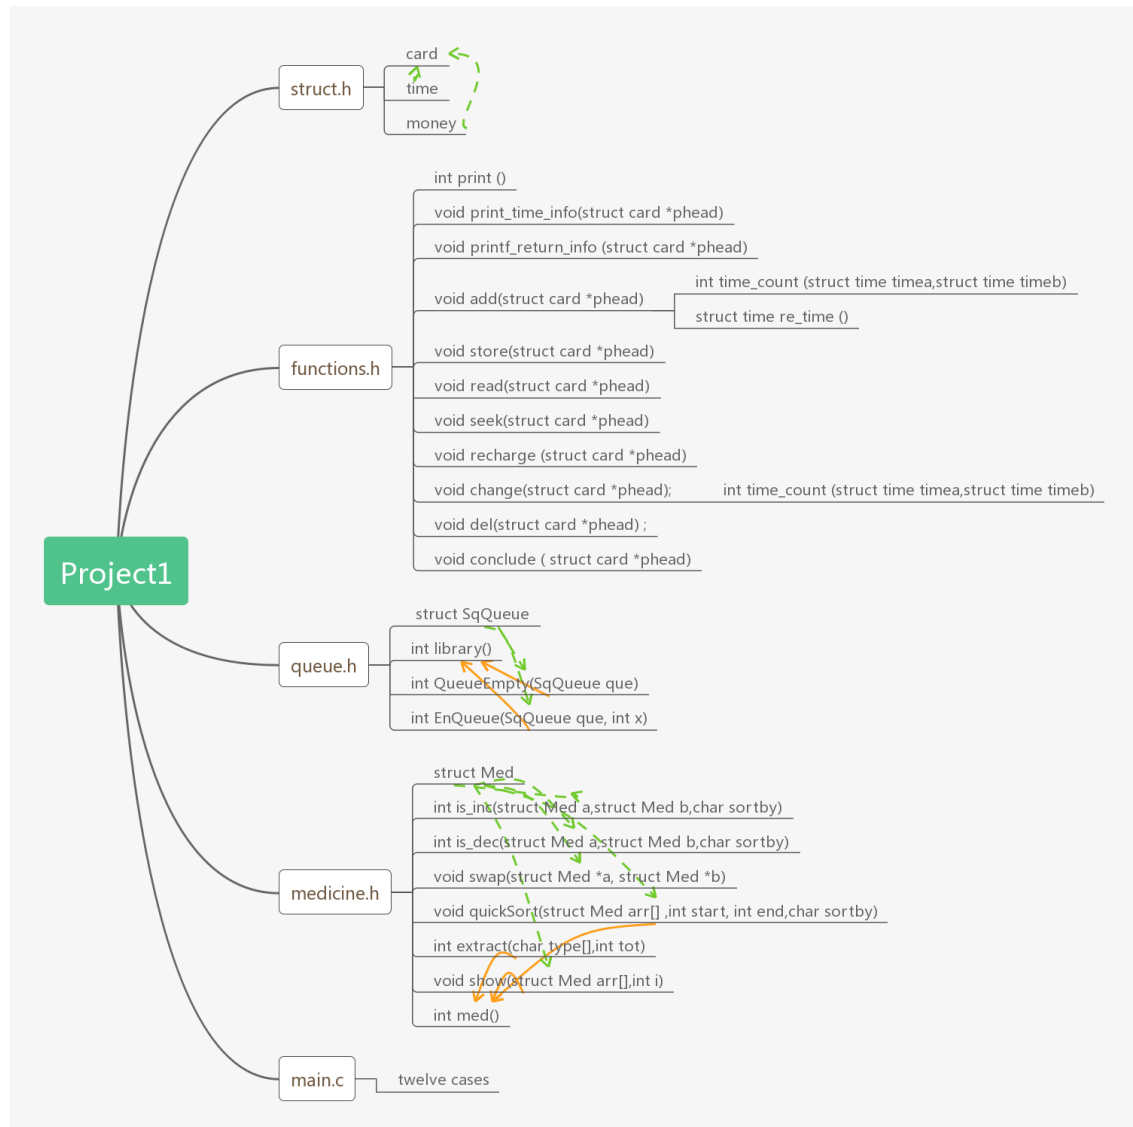 card
struct.h
time
money
int print ()
void print_time_info(struct card *phead)
void printf_return_info (struct card *phead)
int time_count (struct time timea,struct time timeb)
void add(struct card *phead)
struct time re_time ()
void store(struct card *phead)
functions.h
void read(struct card *phead)
void seek(struct card *phead)
void recharge (struct card *phead)
void change(struct card *phead);
int time_count (struct time timea,struct time timeb)
void del(struct card *phead) ;
void conclude ( struct card *phead)
Project1
struct SqQueue
int library()
queue.h
int QueueEmpty(SqQueue que)
int EnQueue(SqQueue que, int x)
struct Med
int is_inc(struct Med a,struct Med b,char sortby)
int is_dec(struct Med a,struct Med b,char sortby)
void swap(struct Med *a, struct Med *b)
medicine.h
void quickSort(struct Med arr[] ,int start, int end,char sortby)
int extract(char type[],int tot)
void show(struct Med arr[],int i)
int med()
main.c
twelve cases